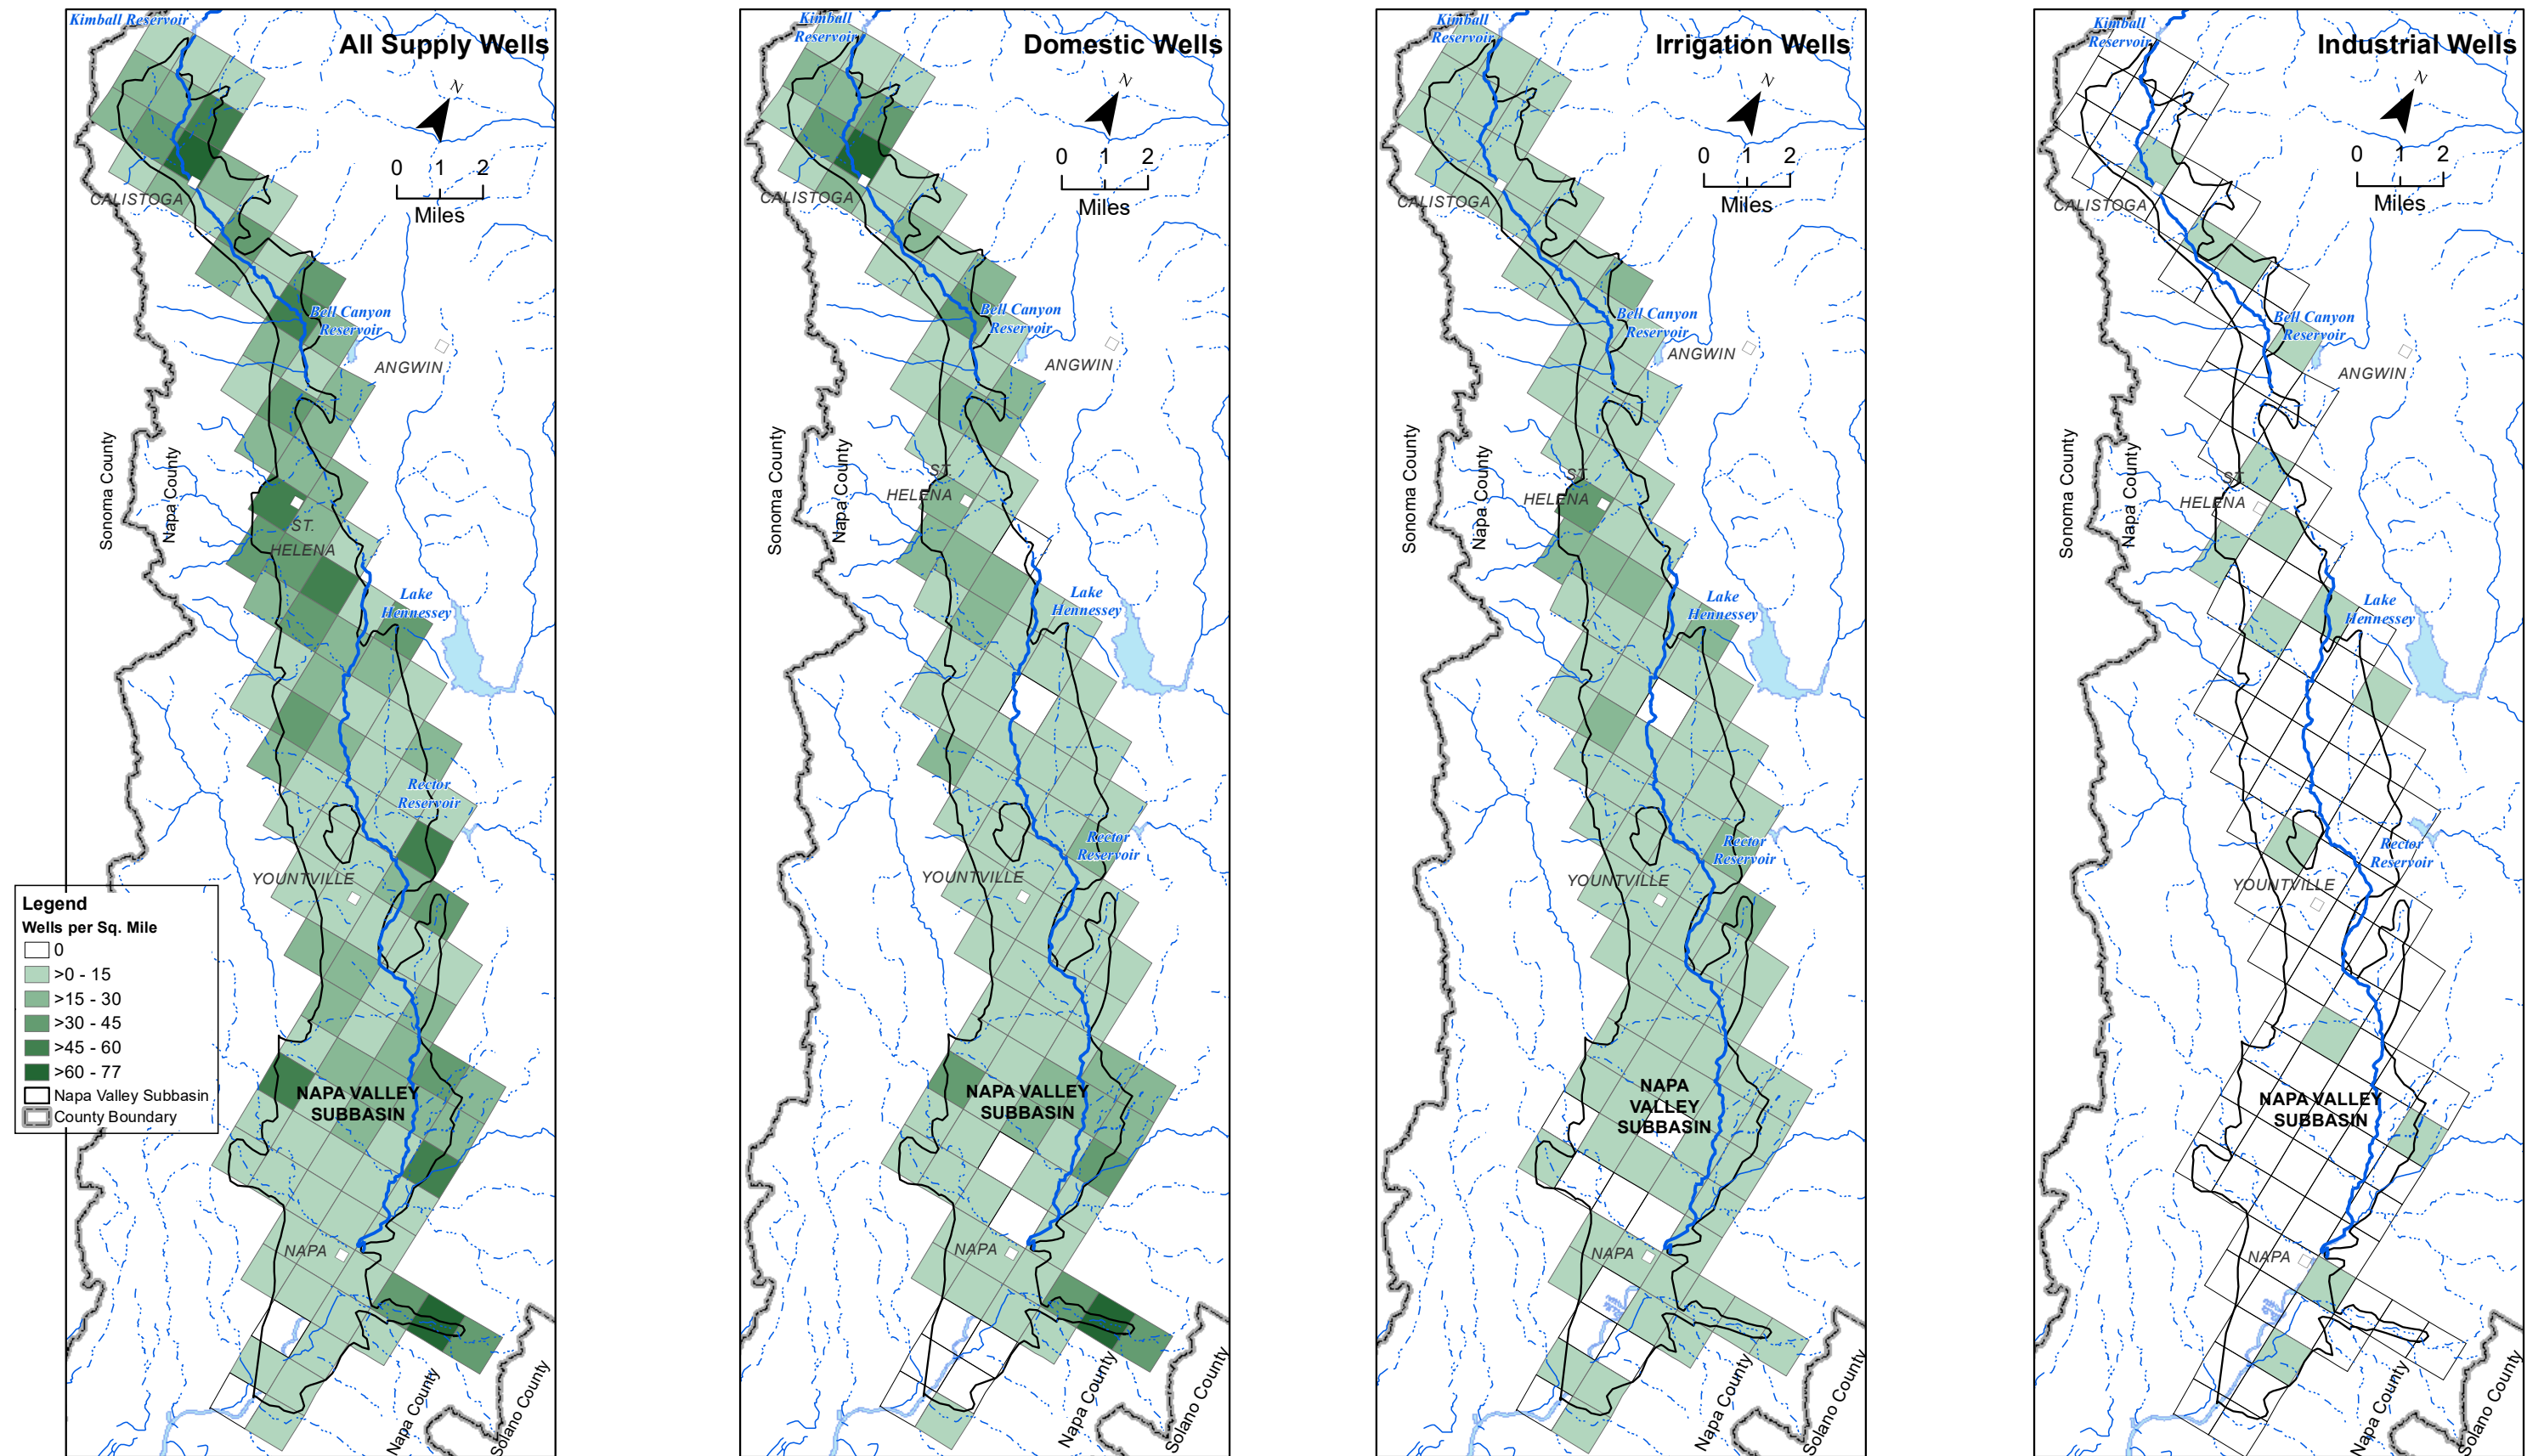 All Supply Wells
Kimball Reservoir
N
0 1 2
Miles
CALISTOGA
Bell Canyon
Reservoir
ANGWIN
Sonoma County
Napa County
ST.
HELENA
Lake
Hennessey
Rector
Reservoir
YOUNTVILLE
NAPA VALLEY
SUBBASIN
NAPA
Napa County
Solano County
Legend
Wells per Sq. Mile
0
>0 - 15
>15 - 30
>30 - 45
>45 - 60
>60 - 77
Napa Valley Subbasin
County Boundary
Domestic Wells
Kimball
Reservoir
N
0 1 2
Miles
CALISTOGA
Bell Canyon
Reservoir
ANGWIN
Sonoma County
Napa County
ST.
HELENA
Lake
Hennessey
Rector
Reservoir
YOUNTVILLE
NAPA VALLEY
SUBBASIN
NAPA
Napa County
Solano County
Irrigation Wells
Kimball
Reservoir
N
0 1 2
Miles
CALISTOGA
Bell Canyon
Reservoir
ANGWIN
Sonoma County
Napa County
ST.
HELENA
Lake
Hennessey
Rector
Reservoir
YOUNTVILLE
NAPA
VALLEY
SUBBASIN
NAPA
Napa County
Solano County
Industrial Wells
Kimball
Reservoir
N
0 1 2
Miles
CALISTOGA
Bell Canyon
Reservoir
ANGWIN
Sonoma County
Napa County
ST.
HELENA
Lake
Hennessey
Rector
Reservoir
YOUNTVILLE
NAPA VALLEY
SUBBASIN
NAPA
Napa County
Solano County